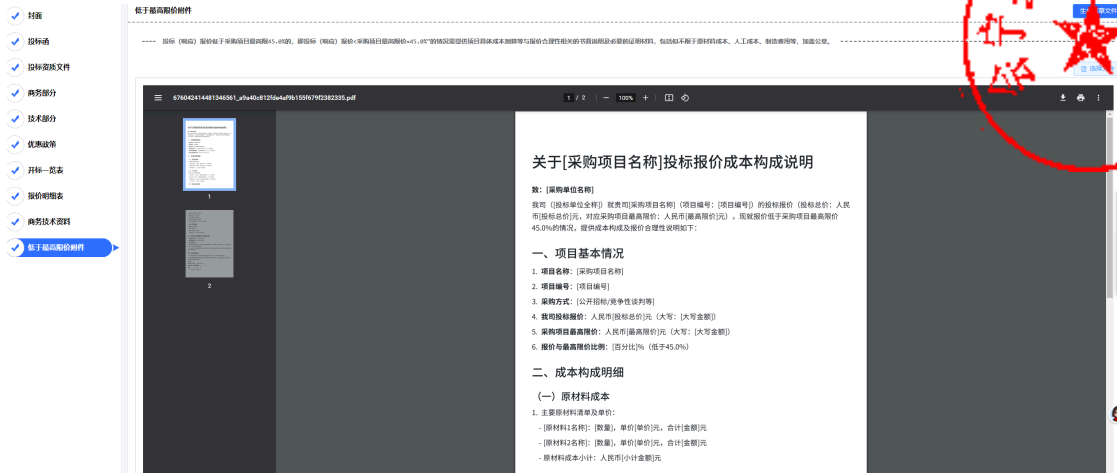 封面
投标函
投标资质文件
商务部分
技术部分
优惠政策
开标一览表
报价明细表
商务技术资料
低于最高限价附件
低于最高限价附件
---- 投标（响应）报价低于采购项目最高限45.0%的，即投标（响应）报价<采购项目最高限价×45.0%"的情况需提供项目具体成本测算等与报价合理性相关的书面说明及必要的证明材料，包括但不限于原材料成本、人工成本、制造费用等，加盖公章。
676042414481346561_a9a40c812fde4af9b155f679f2382335.pdf
1 / 2
100%
1
2
关于[采购项目名称]投标报价成本构成说明
致：[采购单位名称]
我司（[投标单位全称]）就贵司[采购项目名称]（项目编号：[项目编号]）的投标报价（投标总价：人民
币[投标总价]元，对应采购项目最高限价：人民币[最高限价]元），现就报价低于采购项目最高限价
45.0%的情况，提供成本构成及报价合理性说明如下：
一、项目基本情况
1. 项目名称：[采购项目名称]
2. 项目编号：[项目编号]
3. 采购方式：[公开招标/竞争性谈判等]
4. 我司投标报价：人民币[投标总价]元（大写：[大写金额]）
5. 采购项目最高限价：人民币[最高限价]元（大写：[大写金额]）
6. 报价与最高限价比例：[百分比]%（低于45.0%）
二、成本构成明细
（一）原材料成本
1. 主要原材料清单及单价：
- [原材料1名称]：[数量]，单价[单价]元，合计[金额]元
- [原材料2名称]：[数量]，单价[单价]元，合计[金额]元
- 原材料成本小计：人民币[小计金额]元